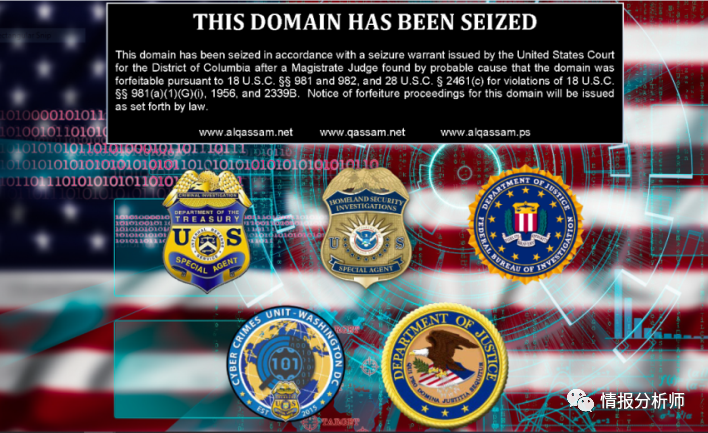 THIS DOMAIN HAS BEEN SEIZED
This domain has been seized in accordance with a seizure warrant issued by the United States Court
for the District of Columbia after a Magistrate Judge found by probable cause that the domain was
forfeitable pursuant to 18 U.S.C. §§ 981 and 982, and 28 U.S.C. § 2461(c) for violations of 18 U.S.C.
§§ 981(a)(1)(G)(i), 1956, and 2339B. Notice of forfeiture proceedings for this domain will be issued
as set forth by law.
www.alqassam.net www.qassam.net www.alqassam.ps
CRIMINAL INVESTIGATION
DEPARTMENT OF THE
TREASURY
U S
SPECIAL AGENT
HOMELAND SECURITY
INVESTIGATIONS
U S
SPECIAL AGENT
DEPARTMENT OF JUSTICE
FEDERAL BUREAU OF INVESTIGATION
CYBER CRIMES UNIT - WASHINGTON DC
101
EST 2015
DEPARTMENT OF JUSTICE
QUI PRO DOMINA JUSTITIA SEQUITUR
TARGET
情报分析师